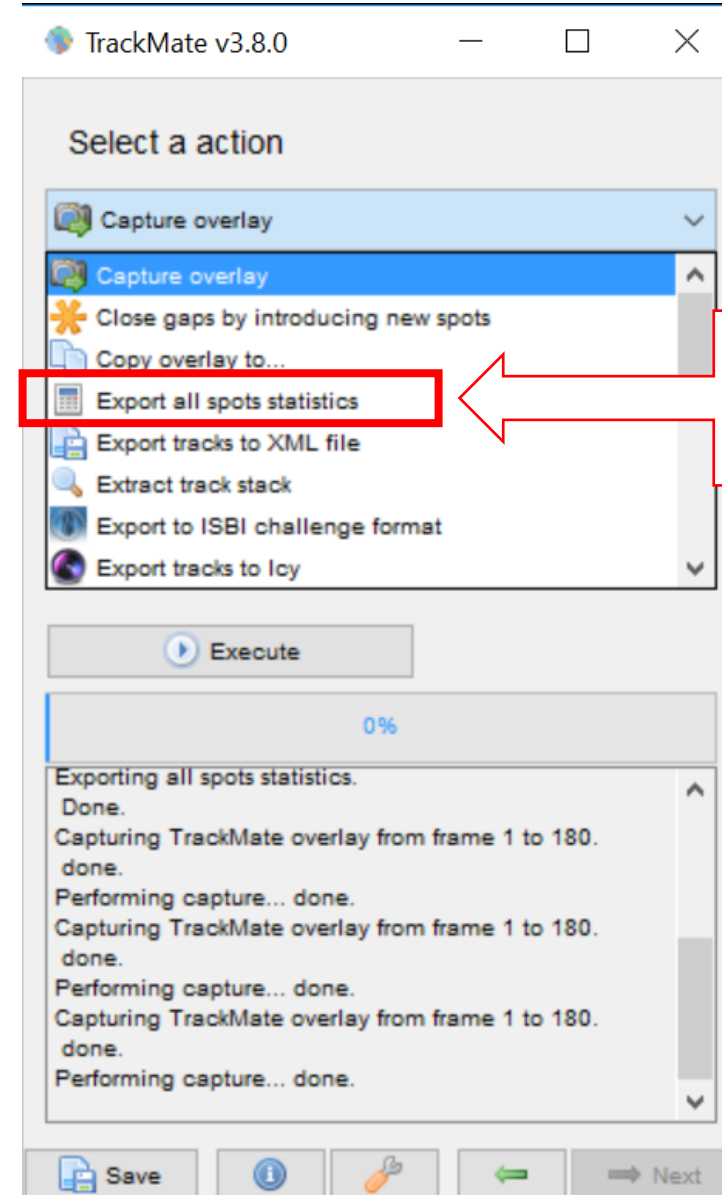 TrackMate v3.8.0
Select a action
Capture overlay
Capture overlay
Close gaps by introducing new spots
Copy overlay to...
Export all spots statistics
Export tracks to XML file
Extract track stack
Export to ISBI challenge format
Export tracks to Icy
Execute
0%
Exporting all spots statistics.
Done.
Capturing TrackMate overlay from frame 1 to 180.
done.
Performing capture... done.
Capturing TrackMate overlay from frame 1 to 180.
done.
Performing capture... done.
Capturing TrackMate overlay from frame 1 to 180.
done.
Performing capture... done.
Save Next